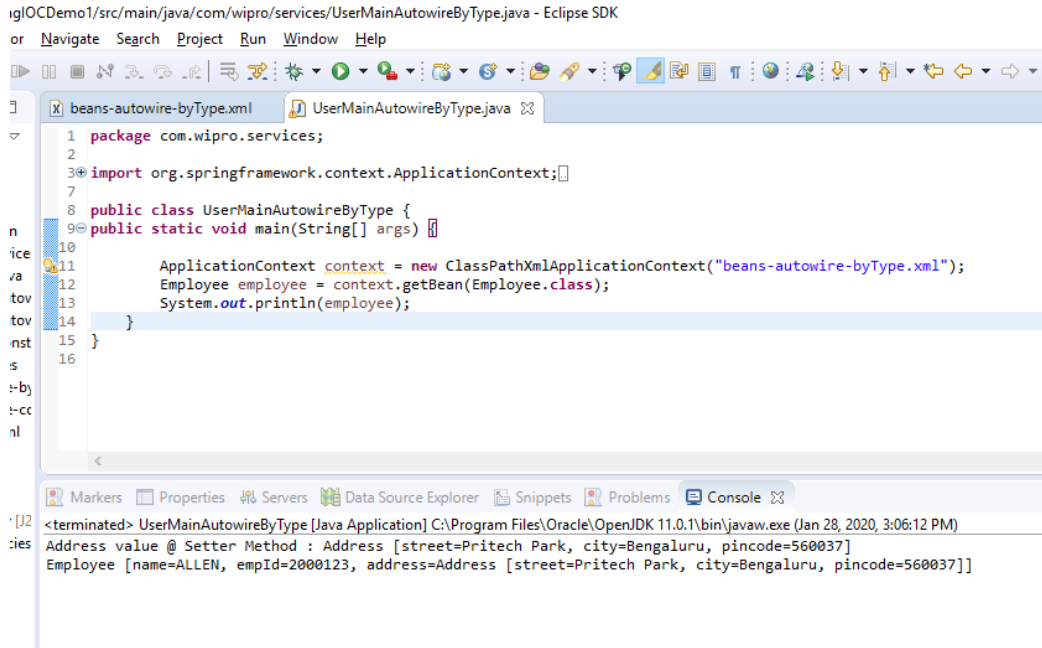 ngIOCDemo1/src/main/java/com/wipro/services/UserMainAutowireByType.java - Eclipse SDK
or Navigate Search Project Run Window Help
beans-autowire-byType.xml UserMainAutowireByType.java
1 package com.wipro.services;
2
3 import org.springframework.context.ApplicationContext;
7
8 public class UserMainAutowireByType {
9 public static void main(String[] args) {
10
11 ApplicationContext context = new ClassPathXmlApplicationContext("beans-autowire-byType.xml");
12 Employee employee = context.getBean(Employee.class);
13 System.out.println(employee);
14 }
15 }
16
Markers Properties Servers Data Source Explorer Snippets Problems Console
<terminated> UserMainAutowireByType [Java Application] C:\Program Files\Oracle\OpenJDK 11.0.1\bin\javaw.exe (Jan 28, 2020, 3:06:12 PM)
Address value @ Setter Method : Address [street=Pritech Park, city=Bengaluru, pincode=560037]
Employee [name=ALLEN, empId=2000123, address=Address [street=Pritech Park, city=Bengaluru, pincode=560037]]